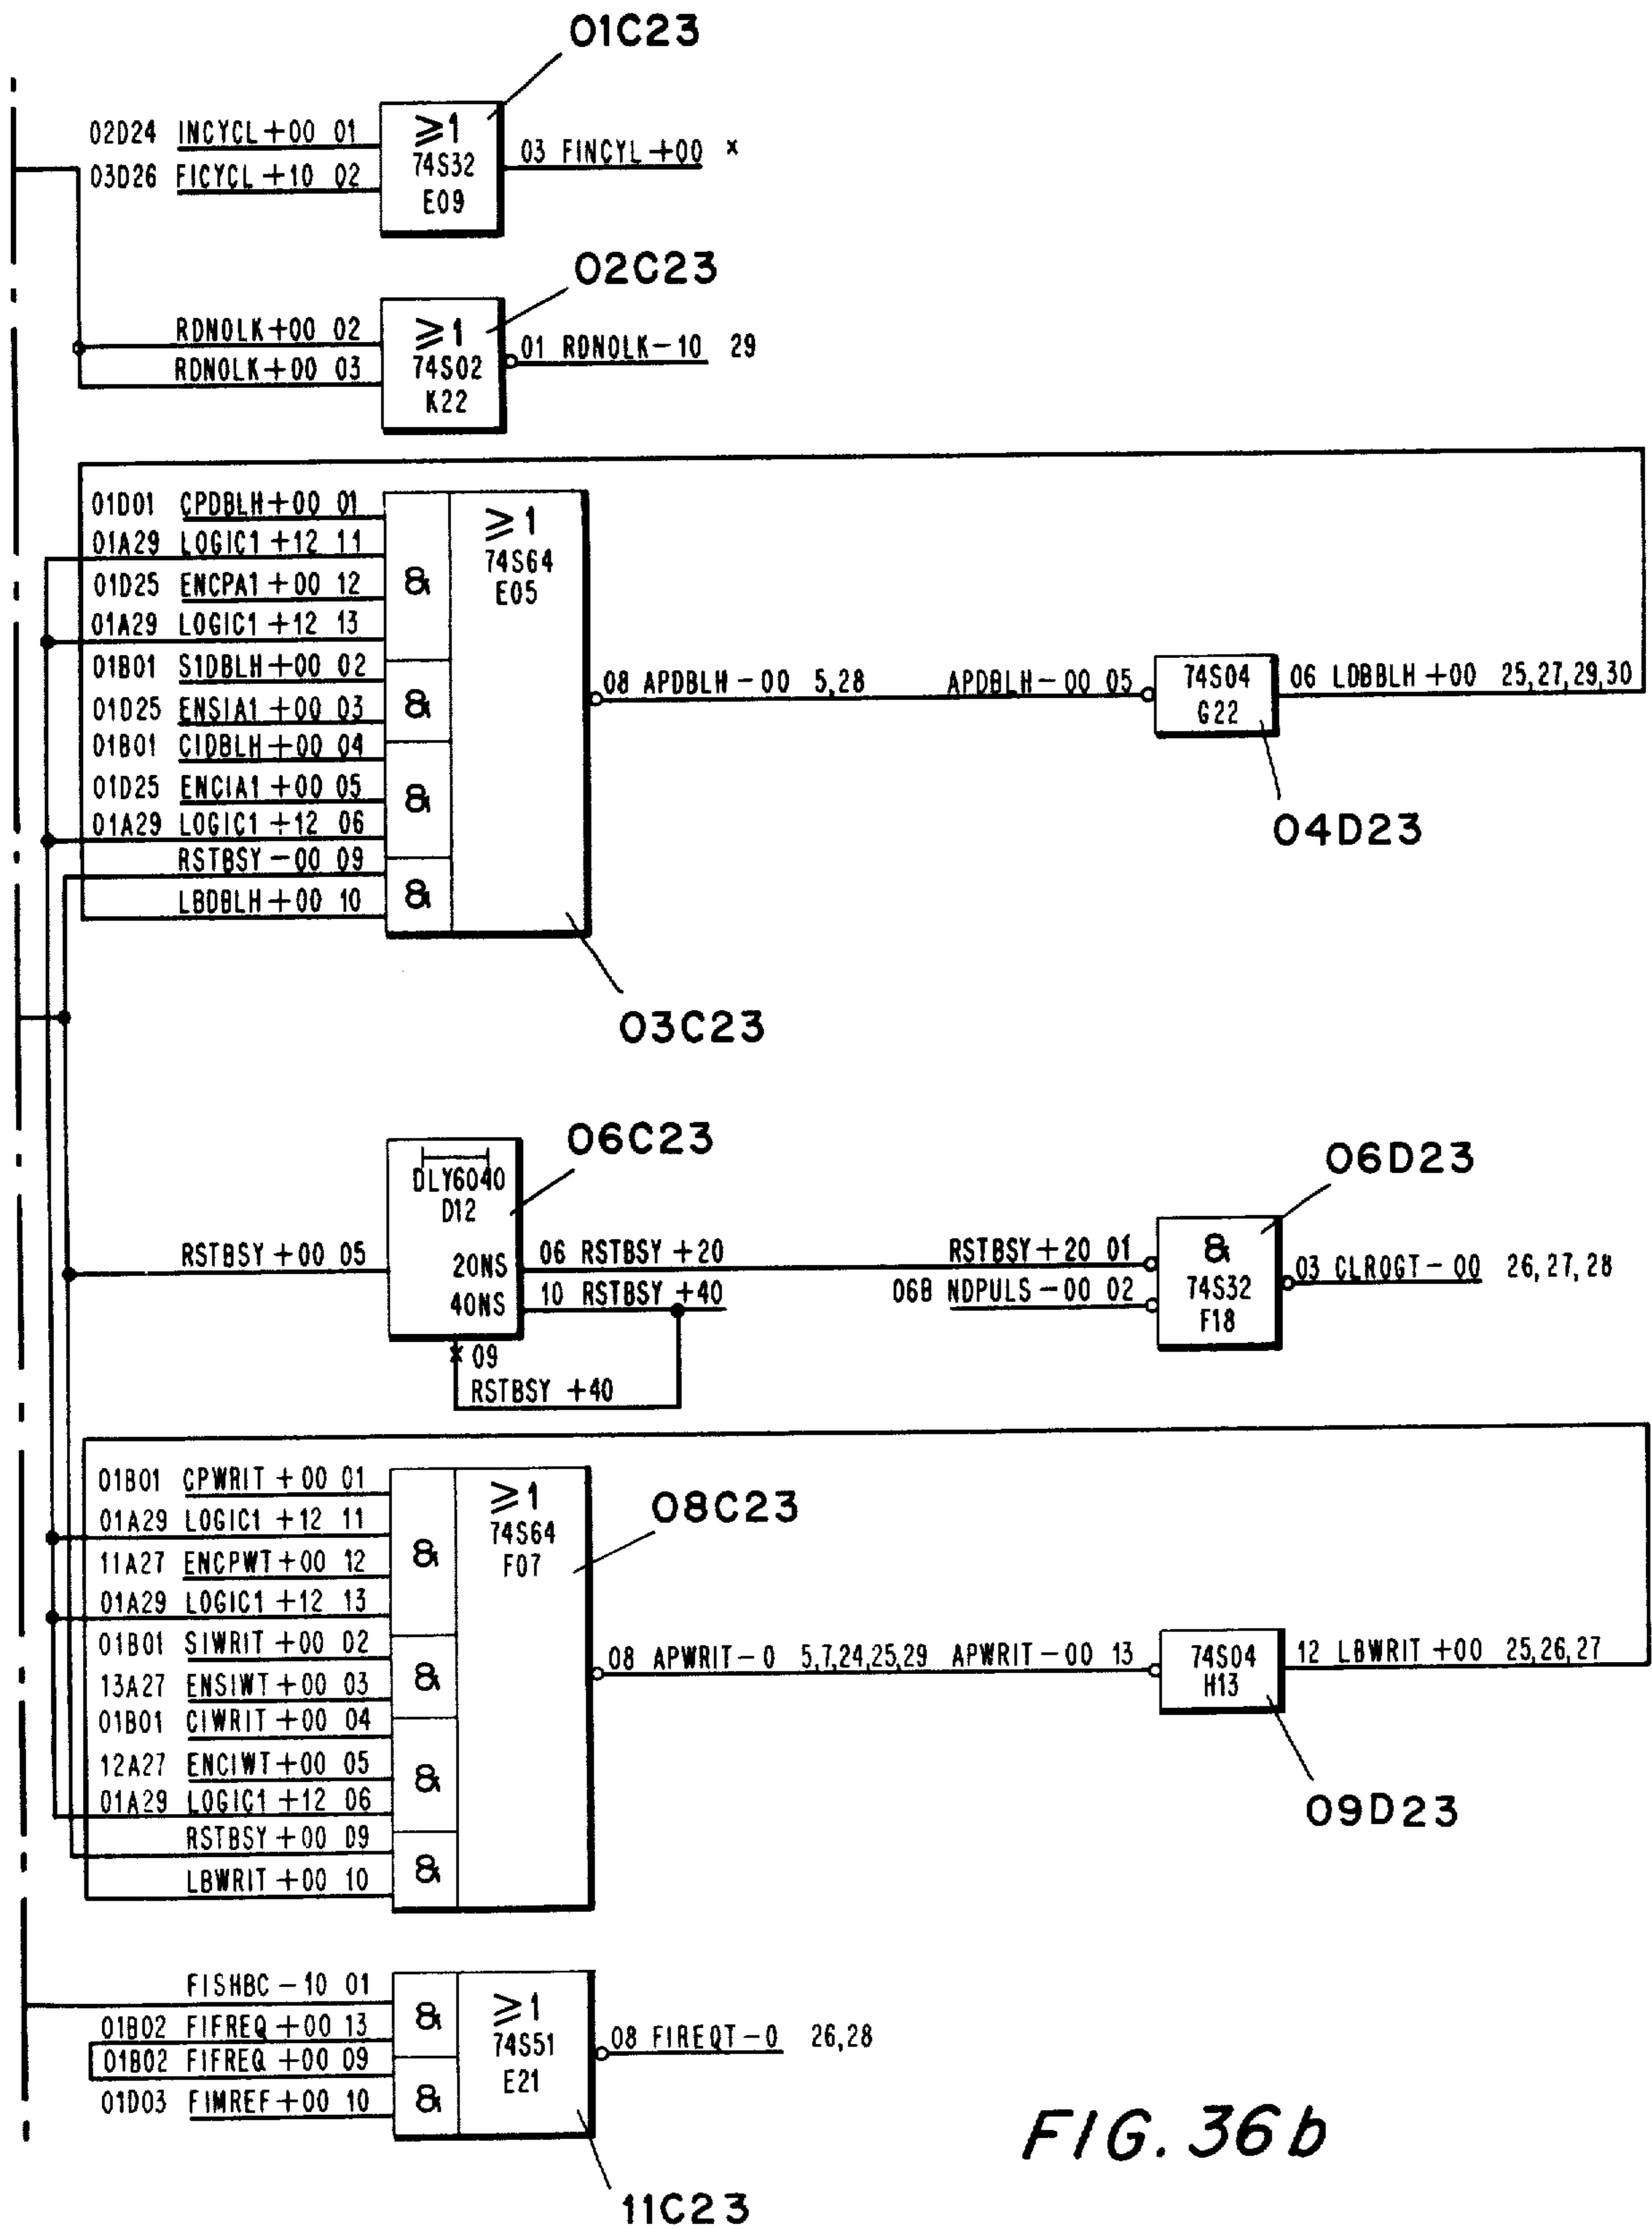 01C23
02D24 INCYCL+00 01
03D26 FICYCL+10 02
≥1
74S32
E09
03 FINCYL+00 x
02C23
RDNOLK+00 02
RDNOLK+00 03
≥1
74S02
K22
01 RDNOLK-10 29
01D01 CPDBLH+00 01
01A29 LOGIC1+12 11
01D25 ENCPA1+00 12
01A29 LOGIC1+12 13
01B01 S1DBLH+00 02
01D25 ENSIA1+00 03
01B01 CIDBLH+00 04
01D25 ENCIA1+00 05
01A29 LOGIC1+12 06
RSTBSY-00 09
LBDBLH+00 10
&
&
&
&
≥1
74S64
E05
08 APDBLH-00 5,28
APDBLH-00 05
74S04
G22
06 LDBBLH+00 25,27,29,30
04D23
03C23
06C23
RSTBSY+00 05
DLY6040
D12
20NS
40NS
06 RSTBSY+20
10 RSTBSY+40
x 09
RSTBSY +40
06D23
RSTBSY+20 01
06B NDPULS-00 02
&
74S32
F18
03 CLROGT-00 26,27,28
01B01 CPWRIT+00 01
01A29 LOGIC1+12 11
11A27 ENCPWT+00 12
01A29 LOGIC1+12 13
01B01 SIWRIT+00 02
13A27 ENSIWT+00 03
01B01 CIWRIT+00 04
12A27 ENCIWT+00 05
01A29 LOGIC1+12 06
RSTBSY+00 09
LBWRIT+00 10
&
&
&
&
≥1
74S64
F07
08C23
08 APWRIT-0 5,7,24,25,29
APWRIT-00 13
74S04
H13
12 LBWRIT+00 25,26,27
09D23
FISHBC-10 01
01B02 FIFREQ+00 13
01B02 FIFREQ+00 09
01D03 FIMREF+00 10
&
&
≥1
74S51
E21
08 FIREQT-0 26,28
11C23
FIG. 36b